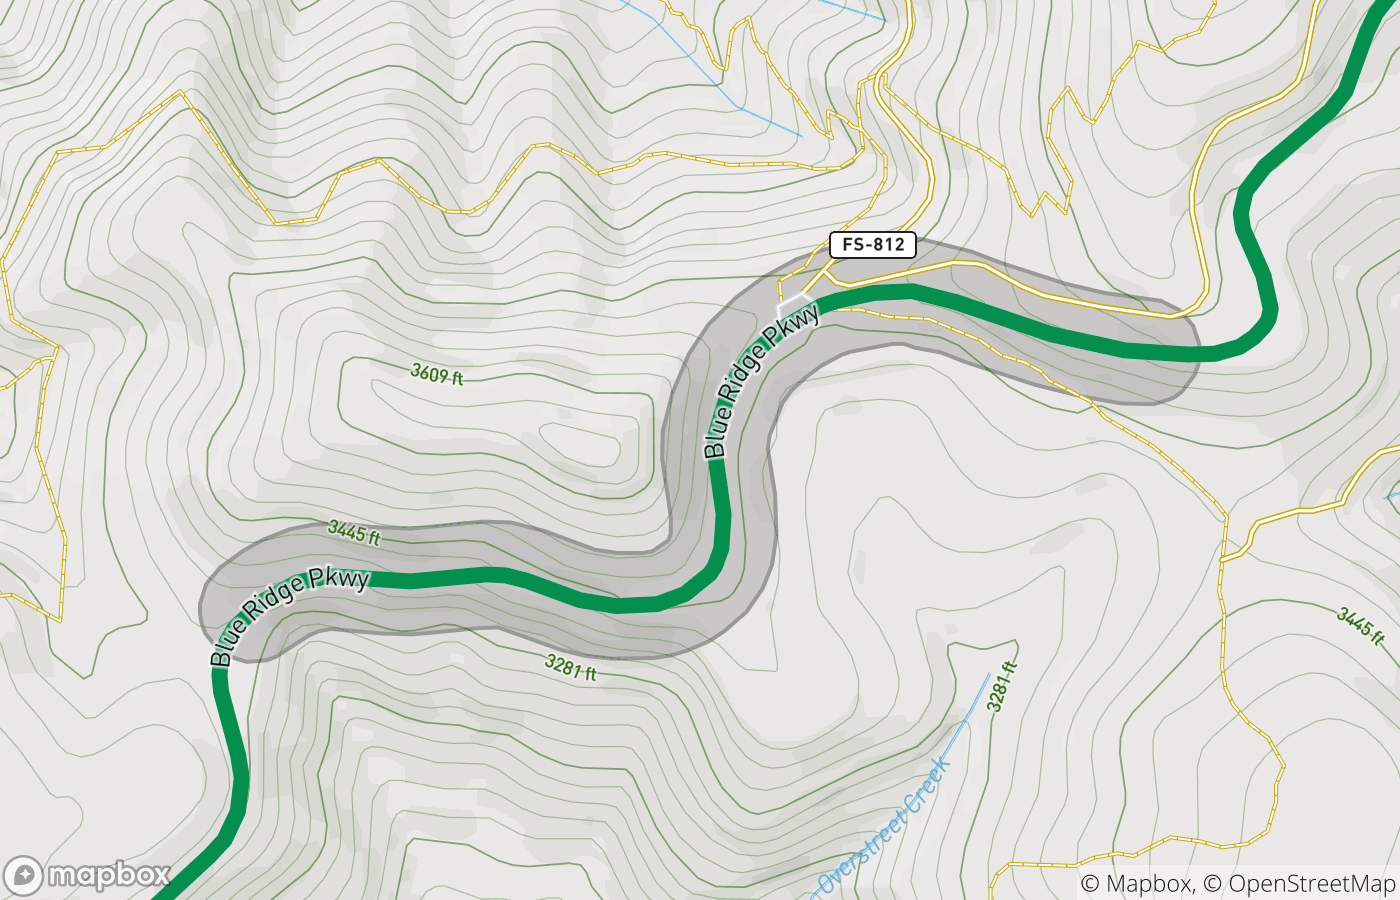 FS-812
Blue Ridge Pkwy
3609 ft
3445 ft
Blue Ridge Pkwy
3445 ft
3281 ft
3281 ft
Overstreet Creek
mapbox
© Mapbox, © OpenStreetMap